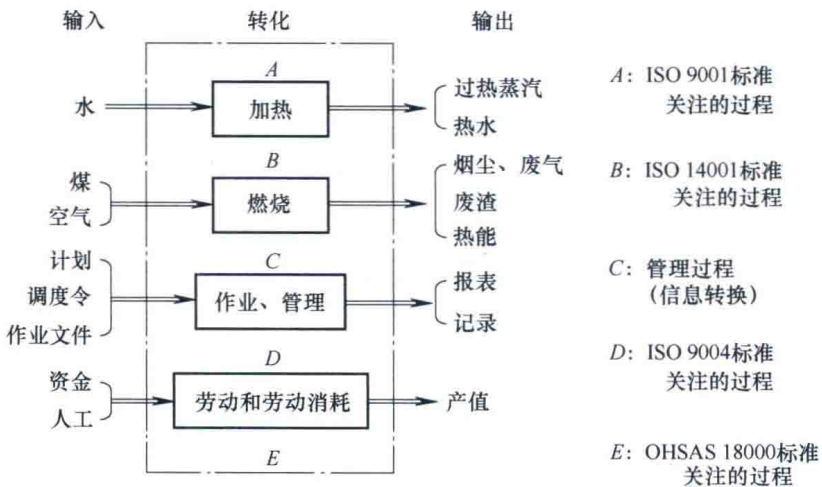 输入 转化 输出
A
水 加热 过热蒸汽
热水
B
煤
空气
燃烧
烟尘、废气
废渣
热能
C
计划
调度令
作业文件
作业、管理
报表
记录
D
资金
人工
劳动和劳动消耗
产值
E
A: ISO 9001标准
关注的过程
B: ISO 14001标准
关注的过程
C: 管理过程
(信息转换)
D: ISO 9004标准
关注的过程
E: OHSAS 18000标准
关注的过程